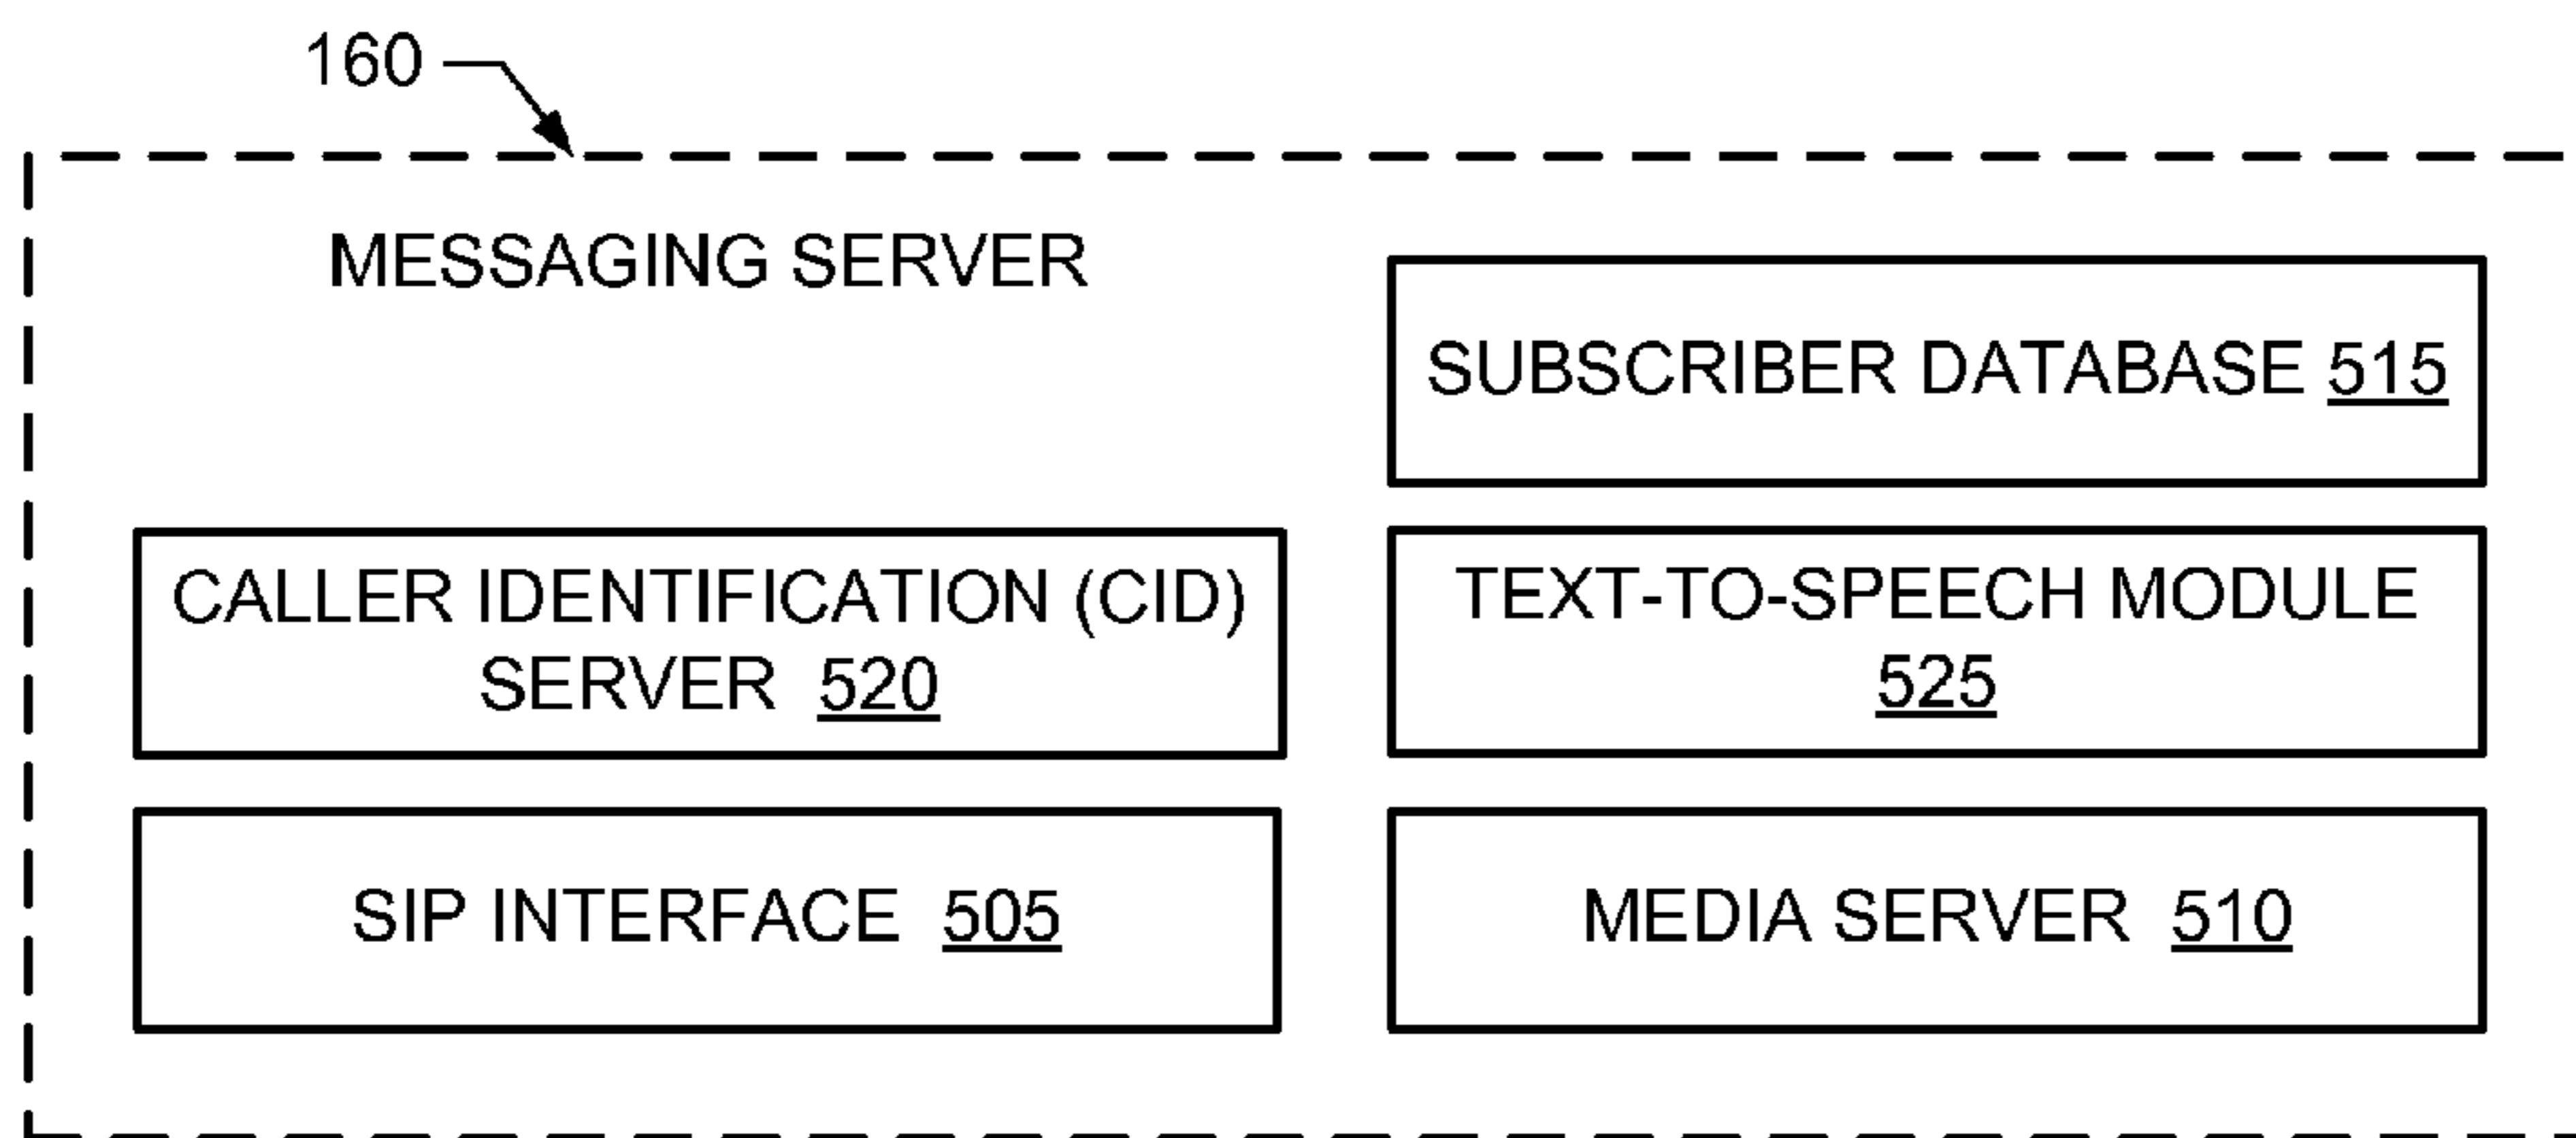 160
MESSAGING SERVER
SUBSCRIBER DATABASE 515
CALLER IDENTIFICATION (CID)
SERVER 520
TEXT-TO-SPEECH MODULE
525
SIP INTERFACE 505
MEDIA SERVER 510